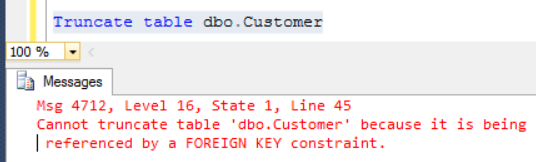 Truncate table dbo.Customer
100 %
Messages
Msg 4712, Level 16, State 1, Line 45
Cannot truncate table 'dbo.Customer' because it is being
referenced by a FOREIGN KEY constraint.